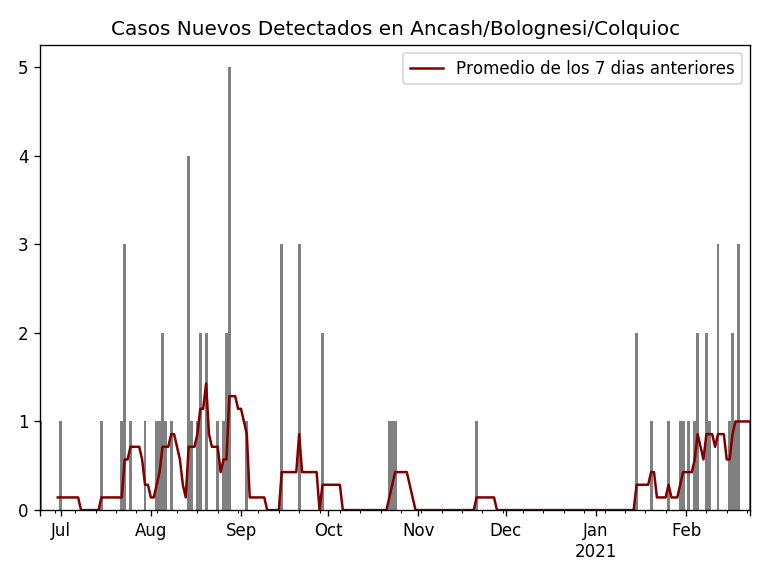 Casos Nuevos Detectados en Ancash/Bolognesi/Colquioc
Promedio de los 7 dias anteriores
5
4
3
2
1
0
Jul Aug Sep Oct Nov Dec Jan Feb
2021